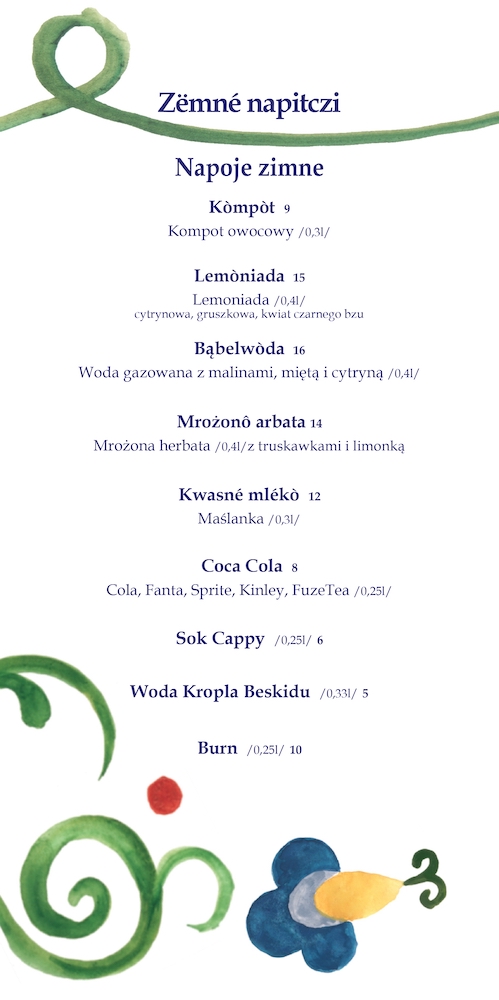 Zëmné napitczi
Napoje zimne
Kòmpòt 9
Kompot owocowy /0,3l/
Lemòniada 15
Lemoniada /0,4l/
cytrynowa, gruszkowa, kwiat czarnego bzu
Bąbelwòda 16
Woda gazowana z malinami, miętą i cytryną /0,4l/
Mrożonô arbata 14
Mrożona herbata /0,4l/z truskawkami i limonką
Kwasné mlékò 12
Maślanka /0,3l/
Coca Cola 8
Cola, Fanta, Sprite, Kinley, FuzeTea /0,25l/
Sok Cappy /0,25l/ 6
Woda Kropla Beskidu /0,33l/ 5
Burn /0,25l/ 10